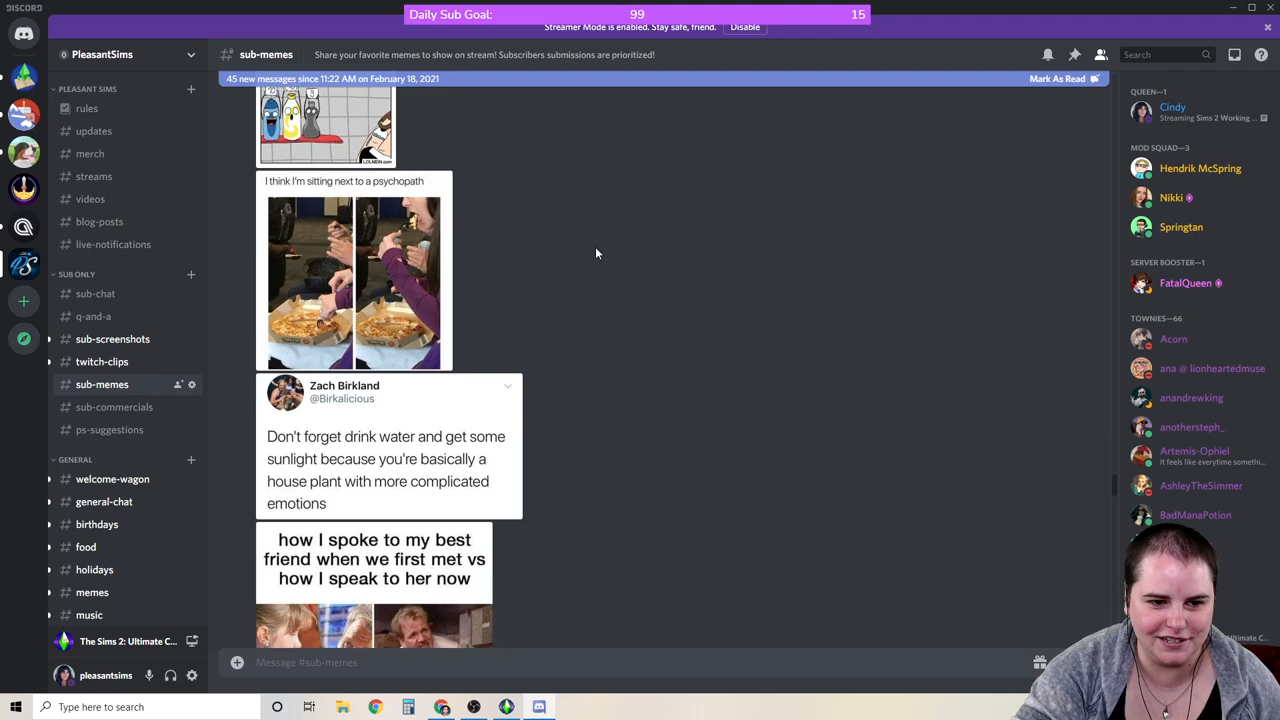 DISCORD
Daily Sub Goal: 99 15
Streamer Mode is enabled. Stay safe, friend. Disable
PleasantSims
sub-memes
Share your favorite memes to show on stream! Subscribers submissions are prioritized!
Search
45 new messages since 11:22 AM on February 18, 2021
Mark As Read
PLEASANT SIMS
rules
updates
merch
streams
videos
blog-posts
live-notifications
SUB ONLY
sub-chat
q-and-a
sub-screenshots
twitch-clips
sub-memes
sub-commercials
ps-suggestions
GENERAL
welcome-wagon
general-chat
birthdays
food
holidays
memes
music
The Sims 2: Ultimate C...
pleasantsims
LOLNEIN.com
I think I'm sitting next to a psychopath
Zach Birkland
@Birkalicious
Don't forget drink water and get some
sunlight because you're basically a
house plant with more complicated
emotions
how I spoke to my best
friend when we first met vs
how I speak to her now
Message #sub-memes
QUEEN—1
Cindy
Streaming Sims 2 Working ...
MOD SQUAD—3
Hendrik McSpring
Nikki
Springtan
SERVER BOOSTER—1
FatalQueen
TOWNIES—66
Acorn
ana @ lionheartedmuse
anandrewking
anothersteph_
Artemis-Ophiel
It feels like everytime somethi...
AshleyTheSimmer
BadManaPotion
Ultimate C...
Type here to search